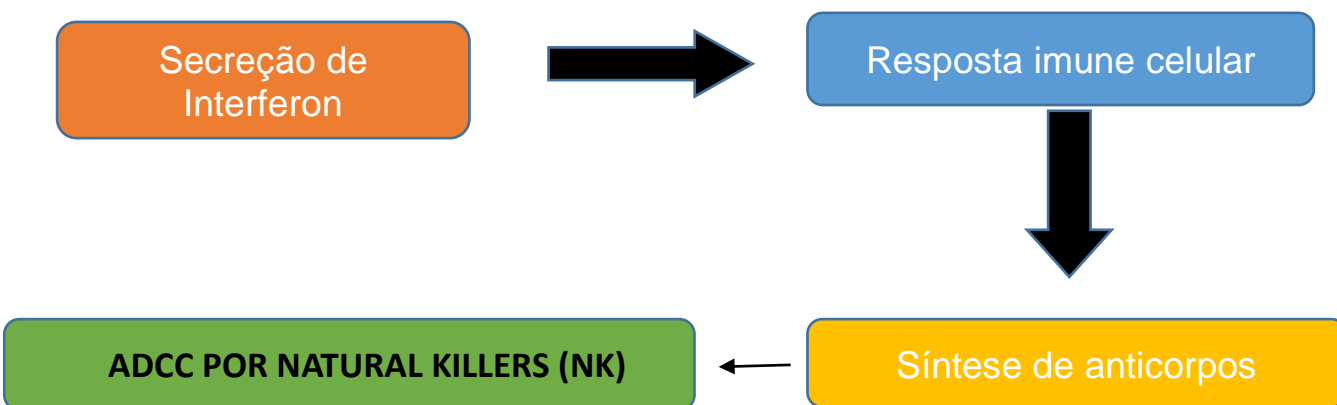 Secreção de
Interferon
Resposta imune celular
ADCC POR NATURAL KILLERS (NK)
Síntese de anticorpos